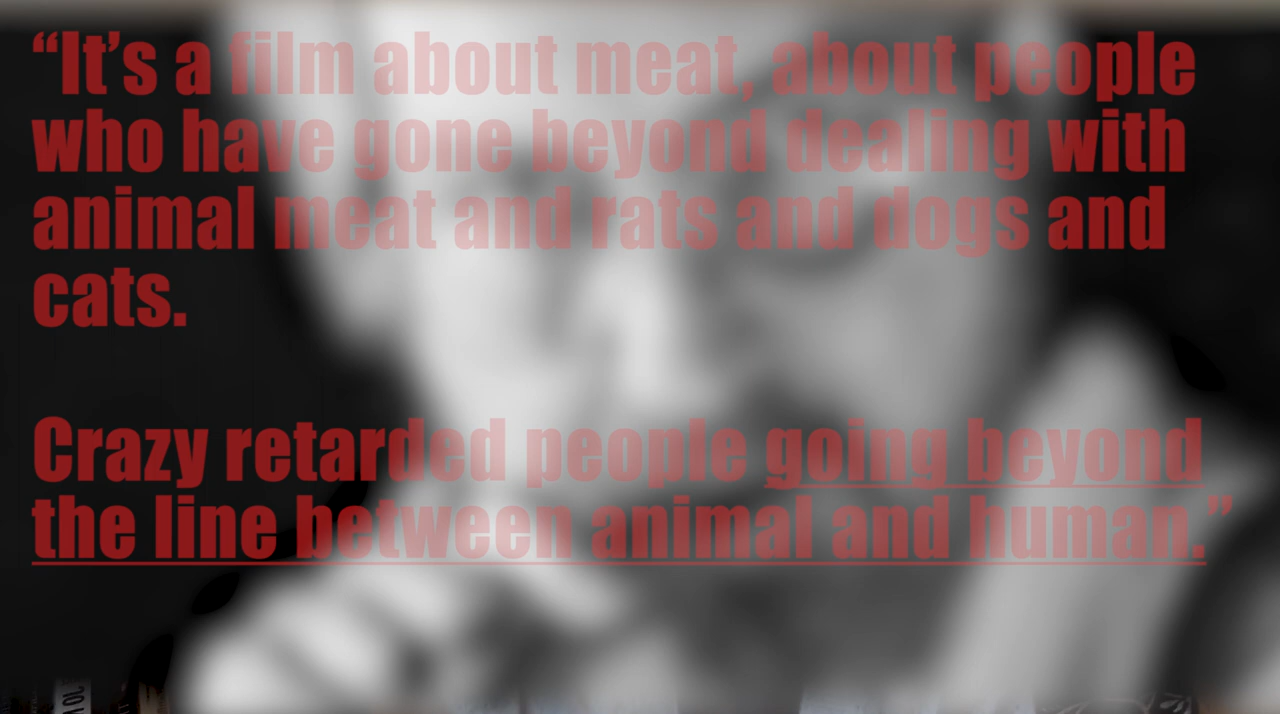 “It’s a film about meat, about people
who have gone beyond dealing with
animal meat and rats and dogs and
cats.
Crazy retarded people going beyond
the line between animal and human.”